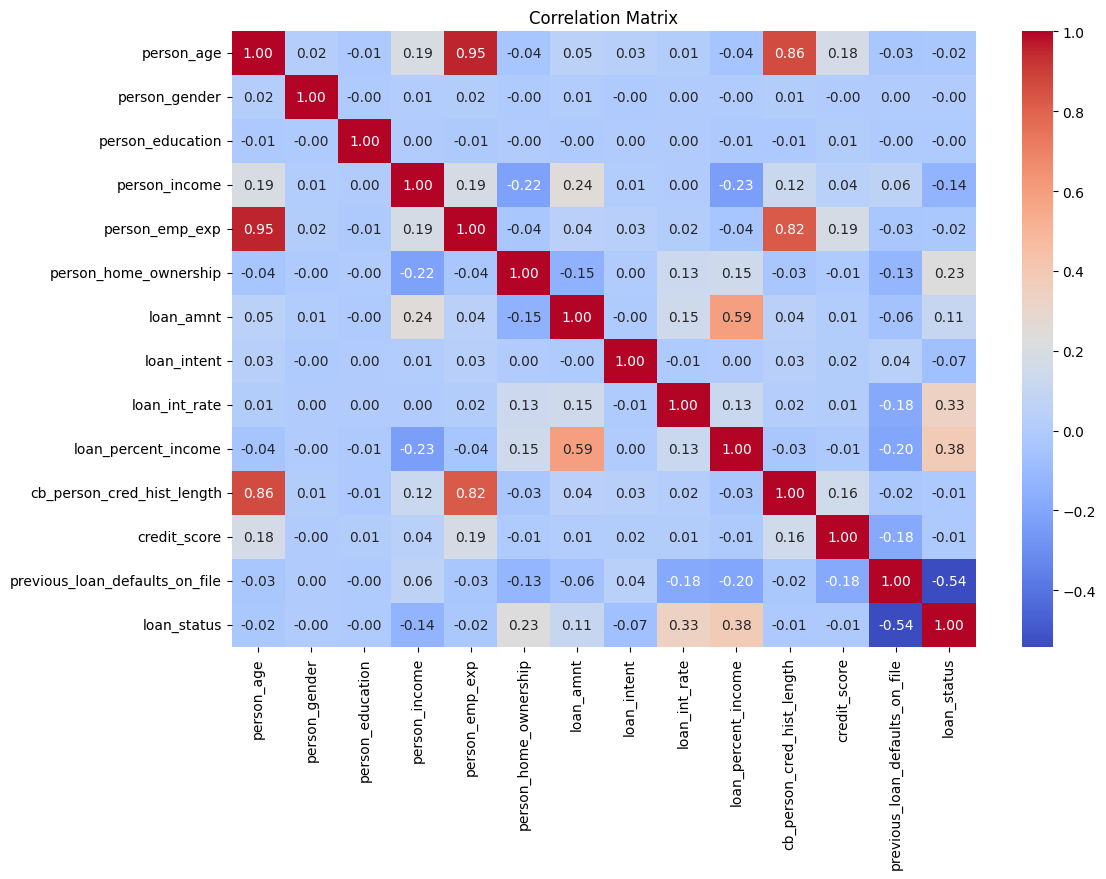 Correlation Matrix
person_age 1.00 0.02 -0.01 0.19 0.95 -0.04 0.05 0.03 0.01 -0.04 0.86 0.18 -0.03 -0.02
person_gender 0.02 1.00 -0.00 0.01 0.02 -0.00 0.01 -0.00 0.00 -0.00 0.01 -0.00 0.00 -0.00
person_education -0.01 -0.00 1.00 0.00 -0.01 -0.00 -0.00 -0.00 0.00 -0.01 -0.01 0.01 -0.00 -0.00
person_income 0.19 0.01 0.00 1.00 0.19 -0.22 0.24 0.01 0.00 -0.23 0.12 0.04 0.06 -0.14
person_emp_exp 0.95 0.02 -0.01 0.19 1.00 -0.04 0.04 0.03 0.02 -0.04 0.82 0.19 -0.03 -0.02
person_home_ownership -0.04 -0.00 -0.00 -0.22 -0.04 1.00 -0.15 0.00 0.13 0.15 -0.03 -0.01 -0.13 0.23
loan_amnt 0.05 0.01 -0.00 0.24 0.04 -0.15 1.00 -0.00 0.15 0.59 0.04 0.01 -0.06 0.11
loan_intent 0.03 -0.00 -0.00 0.01 0.03 0.00 -0.00 1.00 -0.01 0.00 0.03 0.02 0.04 -0.07
loan_int_rate 0.01 0.00 0.00 0.00 0.02 0.13 0.15 -0.01 1.00 0.13 0.02 0.01 -0.18 0.33
loan_percent_income -0.04 -0.00 -0.01 -0.23 -0.04 0.15 0.59 0.00 0.13 1.00 -0.03 -0.01 -0.20 0.38
cb_person_cred_hist_length 0.86 0.01 -0.01 0.12 0.82 -0.03 0.04 0.03 0.02 -0.03 1.00 0.16 -0.02 -0.01
credit_score 0.18 -0.00 0.01 0.04 0.19 -0.01 0.01 0.02 0.01 -0.01 0.16 1.00 -0.18 -0.01
previous_loan_defaults_on_file -0.03 0.00 -0.00 0.06 -0.03 -0.13 -0.06 0.04 -0.18 -0.20 -0.02 -0.18 1.00 -0.54
loan_status -0.02 -0.00 -0.00 -0.14 -0.02 0.23 0.11 -0.07 0.33 0.38 -0.01 -0.01 -0.54 1.00
person_age
person_gender
person_education
person_income
person_emp_exp
person_home_ownership
loan_amnt
loan_intent
loan_int_rate
loan_percent_income
cb_person_cred_hist_length
credit_score
previous_loan_defaults_on_file
loan_status
1.0
0.8
0.6
0.4
0.2
0.0
−0.2
−0.4